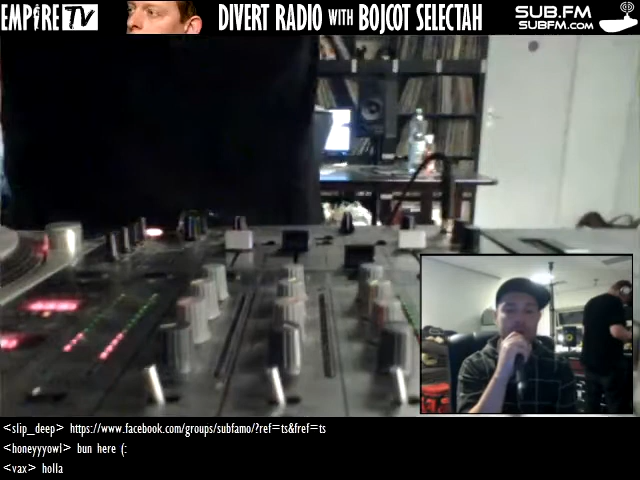 EMPIRE TV
DIVERT RADIO WITH BOJCOT SELECTAH
SUB.FM
SUBFM.COM
<slip_deep> https://www.facebook.com/groups/subfamo/?ref=ts&fref=ts
<honeyyyowl> bun here (:
<vax> holla